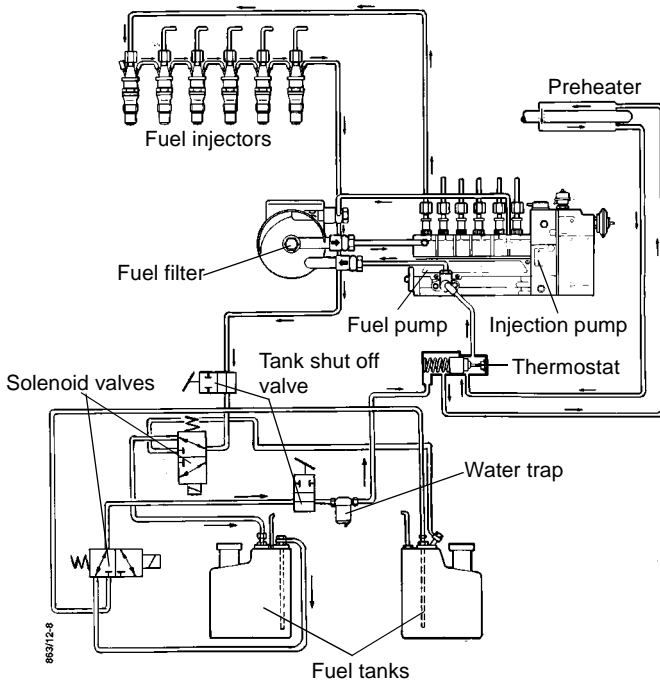 Preheater
Fuel injectors
Fuel filter
Fuel pump
Injection pump
Tank shut off
valve
Thermostat
Solenoid valves
Water trap
Fuel tanks
863/12-8